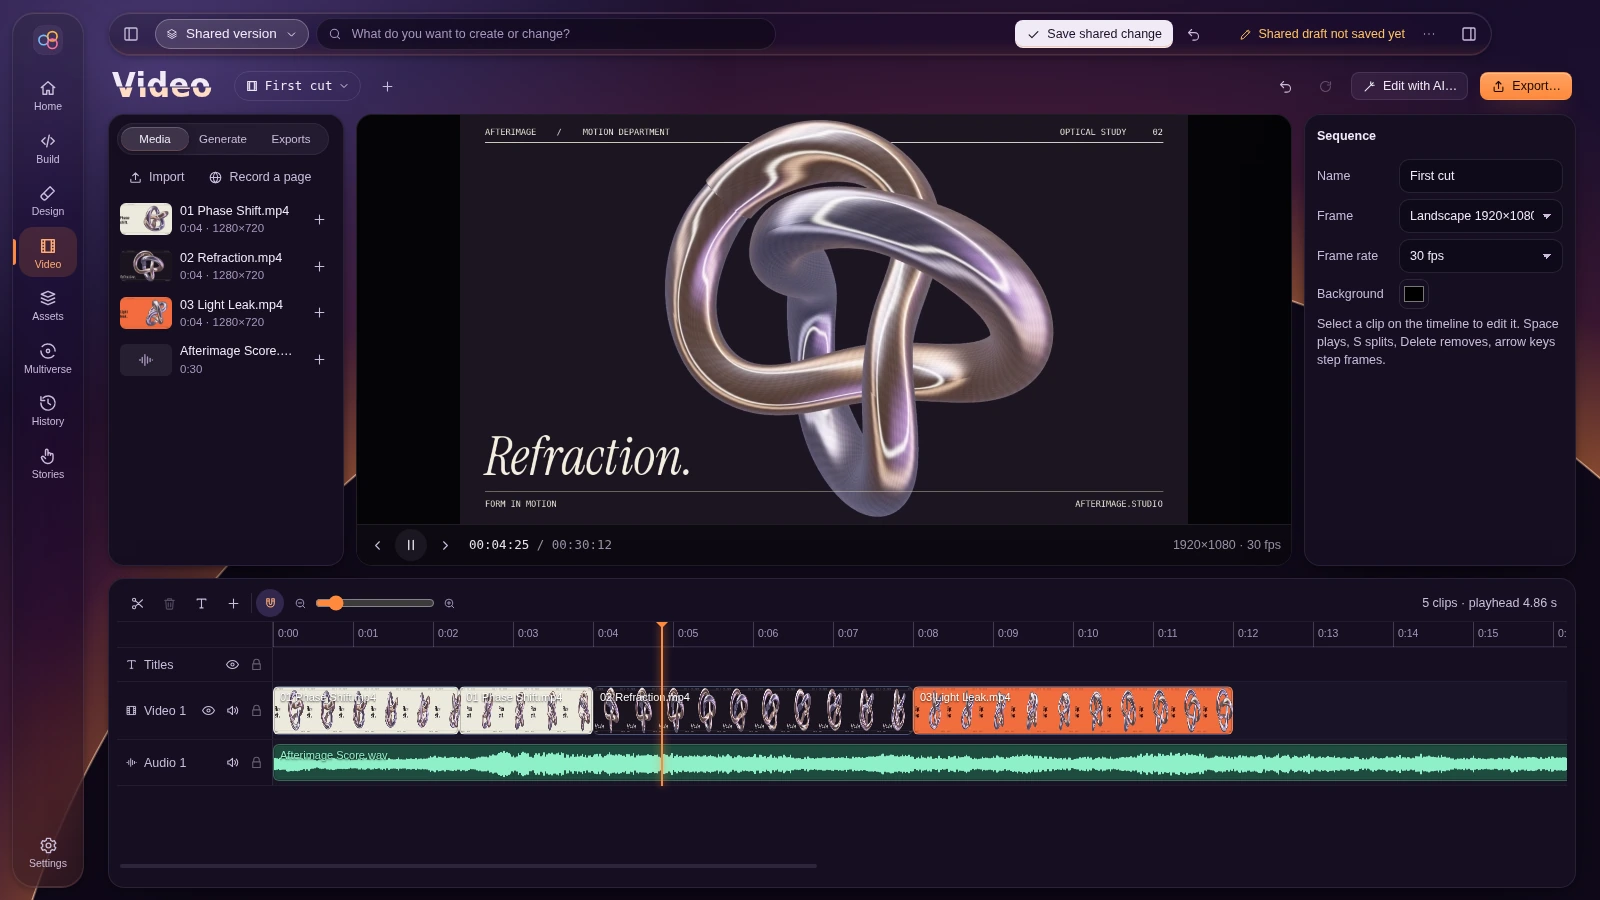 Shared version
What do you want to create or change?
Save shared change
Shared draft not saved yet
Home
Build
Design
Video
Assets
Multiverse
History
Stories
Settings
Video
First cut
Edit with AI…
Export…
Media
Generate
Exports
Import
Record a page
01 Phase Shift.mp4
0:04 · 1280×720
02 Refraction.mp4
0:04 · 1280×720
03 Light Leak.mp4
0:04 · 1280×720
Afterimage Score.…
0:30
AFTERIMAGE / MOTION DEPARTMENT
OPTICAL STUDY 02
Refraction.
FORM IN MOTION
AFTERIMAGE.STUDIO
00:04:25 / 00:30:12
1920×1080 · 30 fps
Sequence
Name
First cut
Frame
Landscape 1920×1080
Frame rate
30 fps
Background
Select a clip on the timeline to edit it. Space
plays, S splits, Delete removes, arrow keys
step frames.
5 clips · playhead 4.86 s
0:00 0:01 0:02 0:03 0:04 0:05 0:06 0:07 0:08 0:09 0:10 0:11 0:12 0:13 0:14 0:15 0:
Titles
Video 1
01 Phase Shift.mp4
01 Phase Shift.mp4
02 Refraction.mp4
03 Light Leak.mp4
Audio 1
Afterimage Score.wav